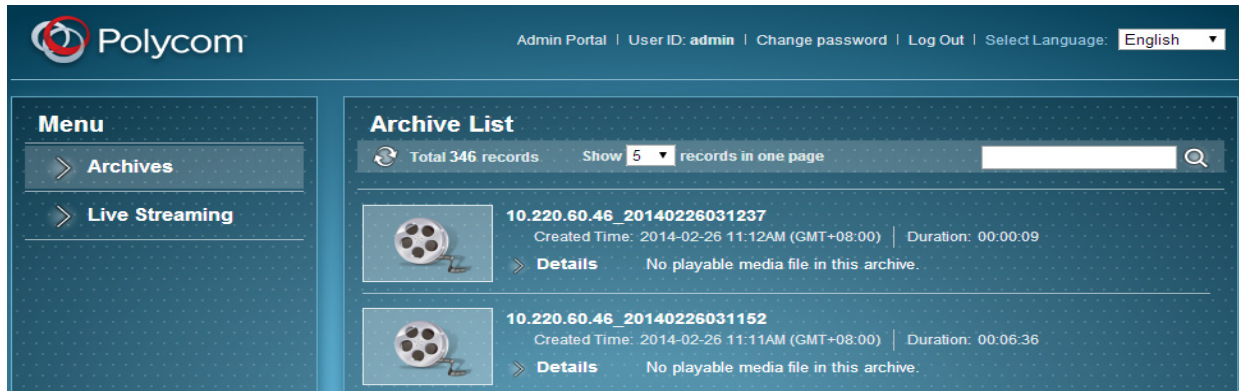 Polycom
Admin Portal | User ID: admin | Change password | Log Out | Select Language: English
Menu
Archives
Live Streaming
Archive List
Total 346 records Show 5 records in one page
10.220.60.46_20140226031237
Created Time: 2014-02-26 11:12AM (GMT+08:00) | Duration: 00:00:09
Details No playable media file in this archive.
10.220.60.46_20140226031152
Created Time: 2014-02-26 11:11AM (GMT+08:00) | Duration: 00:06:36
Details No playable media file in this archive.